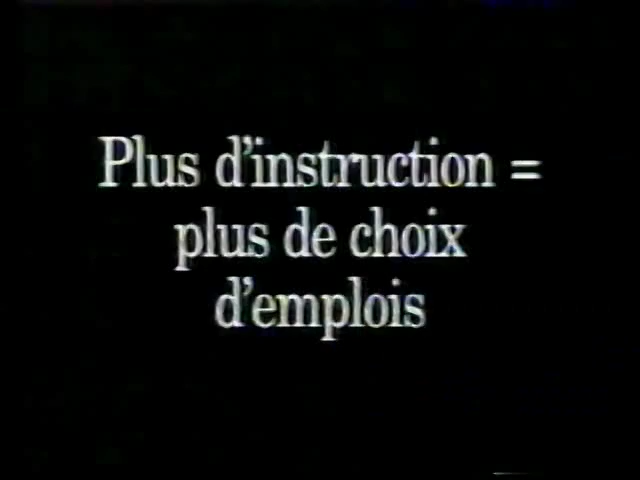 Plus d'instruction =
plus de choix
d'emplois